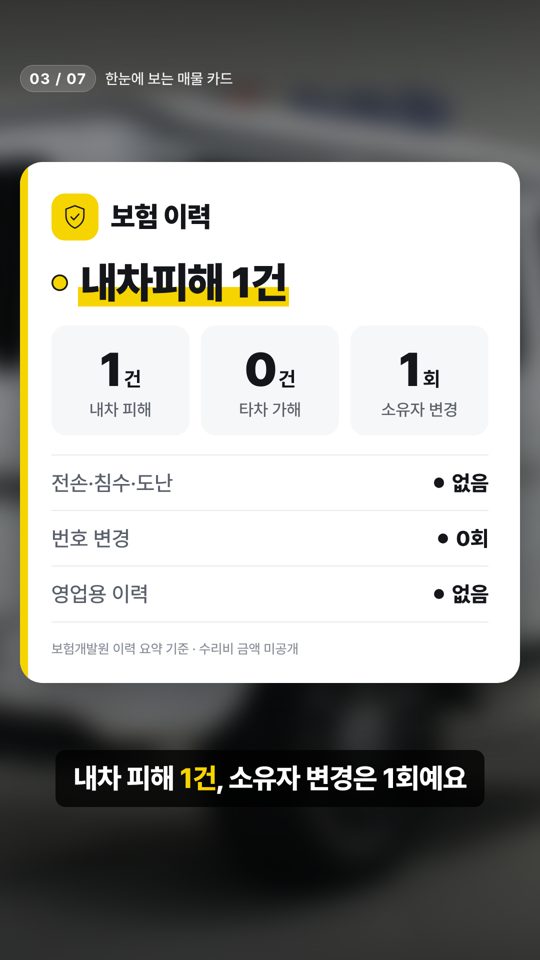 03 / 07 한눈에 보는 매물 카드
보험 이력
내차피해 1건
1건 0건 1회
내차 피해 타차 가해 소유자 변경
전손·침수·도난 • 없음
번호 변경 • 0회
영업용 이력 • 없음
보험개발원 이력 요약 기준 · 수리비 금액 미공개
내차 피해 1건, 소유자 변경은 1회예요